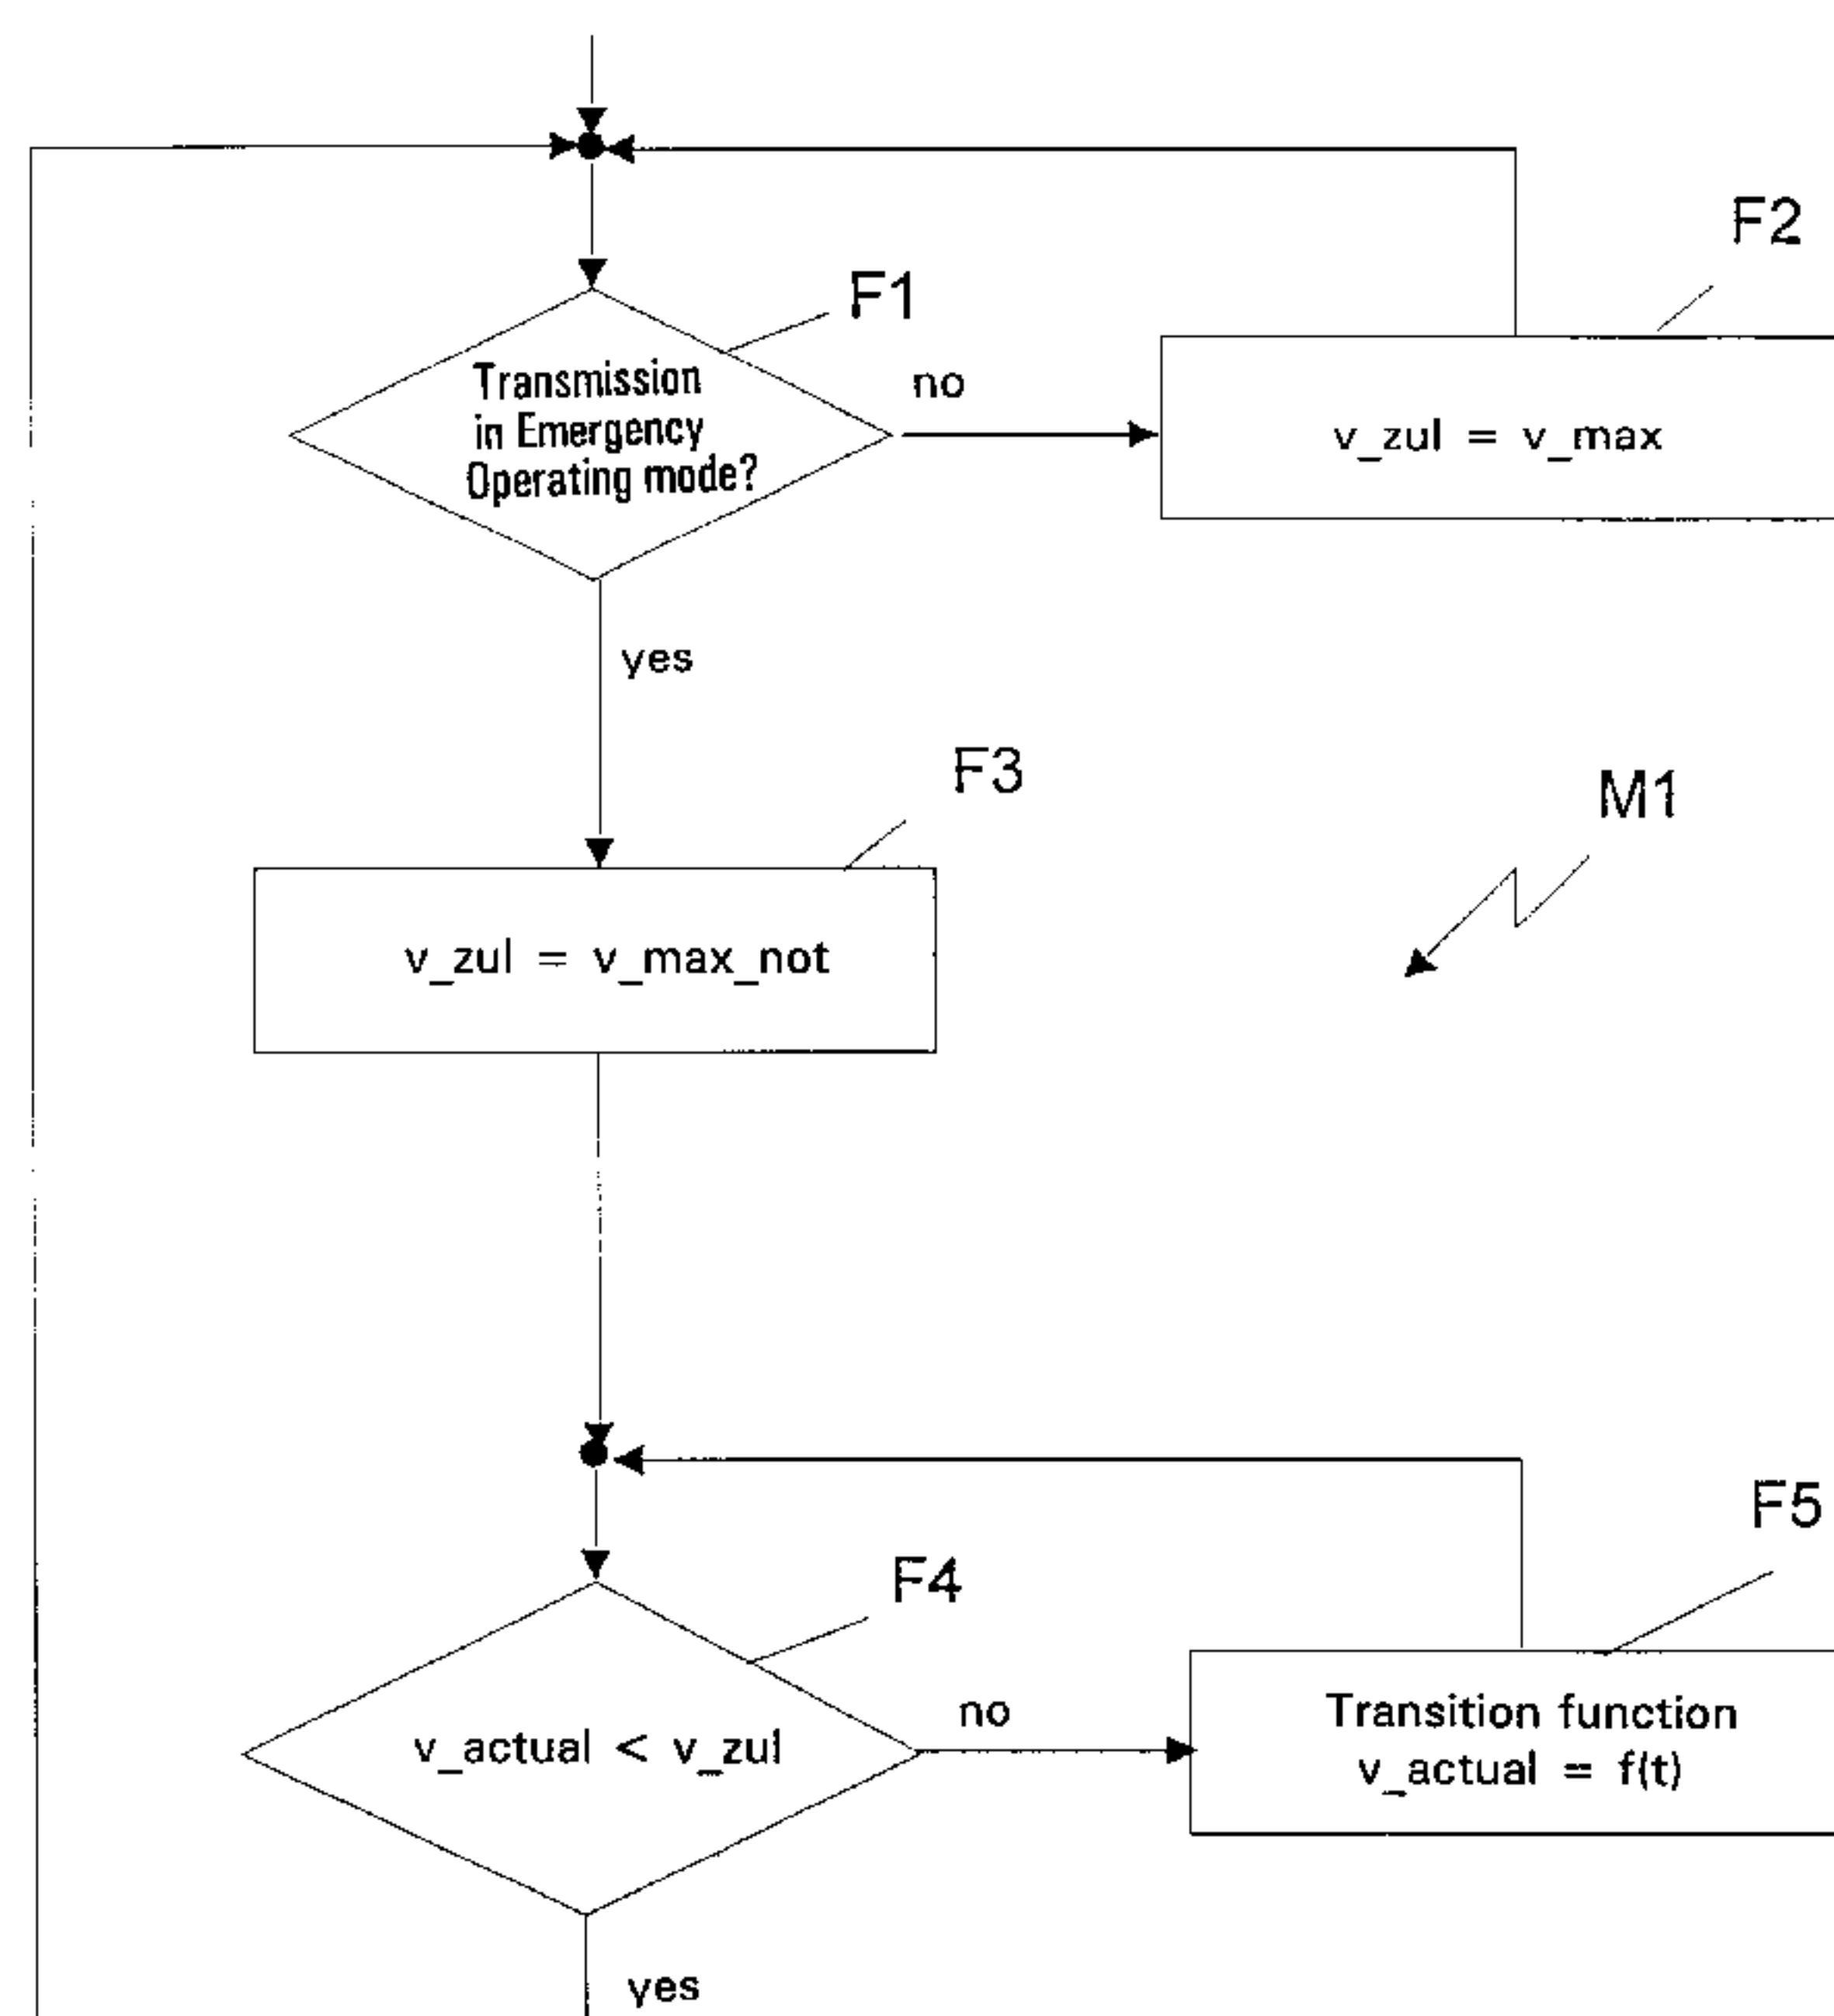 F2
F1
Transmission
in Emergency
Operating mode?
no
v_zul = v_max
yes
F3
M1
v_zul = v_max_not
F5
F4
v_actual < v_zul
no
Transition function
v_actual = f(t)
yes